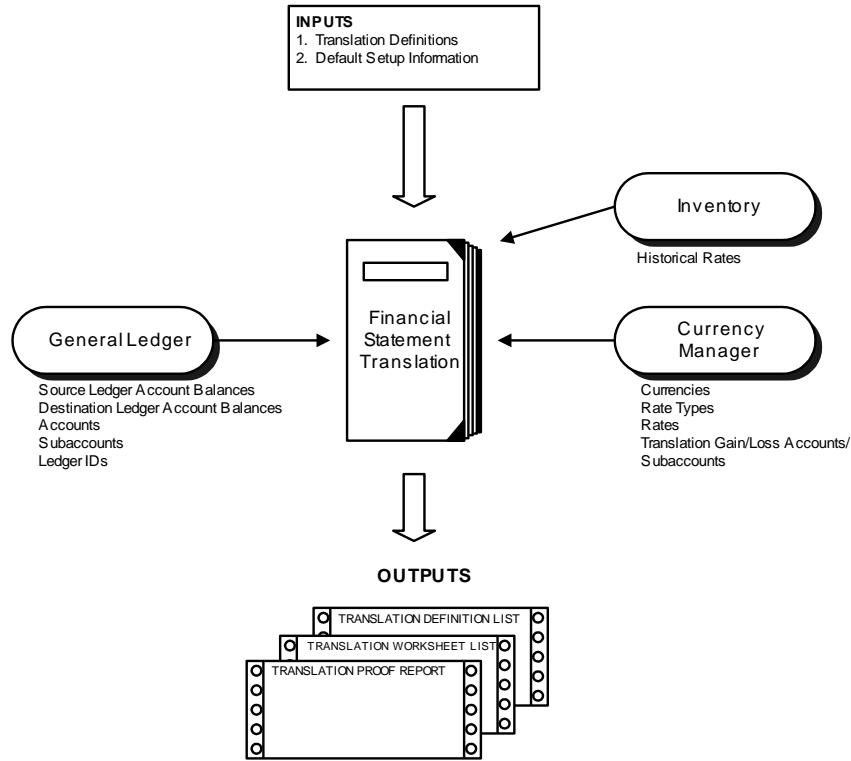 INPUTS
1. Translation Definitions
2. Default Setup Information
Inventory
Historical Rates
General Ledger
Source Ledger Account Balances
Destination Ledger Account Balances
Accounts
Subaccounts
Ledger IDs
Financial
Statement
Translation
Currency
Manager
Currencies
Rate Types
Rates
Translation Gain/Loss Accounts/
Subaccounts
OUTPUTS
TRANSLATION DEFINITION LIST
TRANSLATION WORKSHEET LIST
TRANSLATION PROOF REPORT